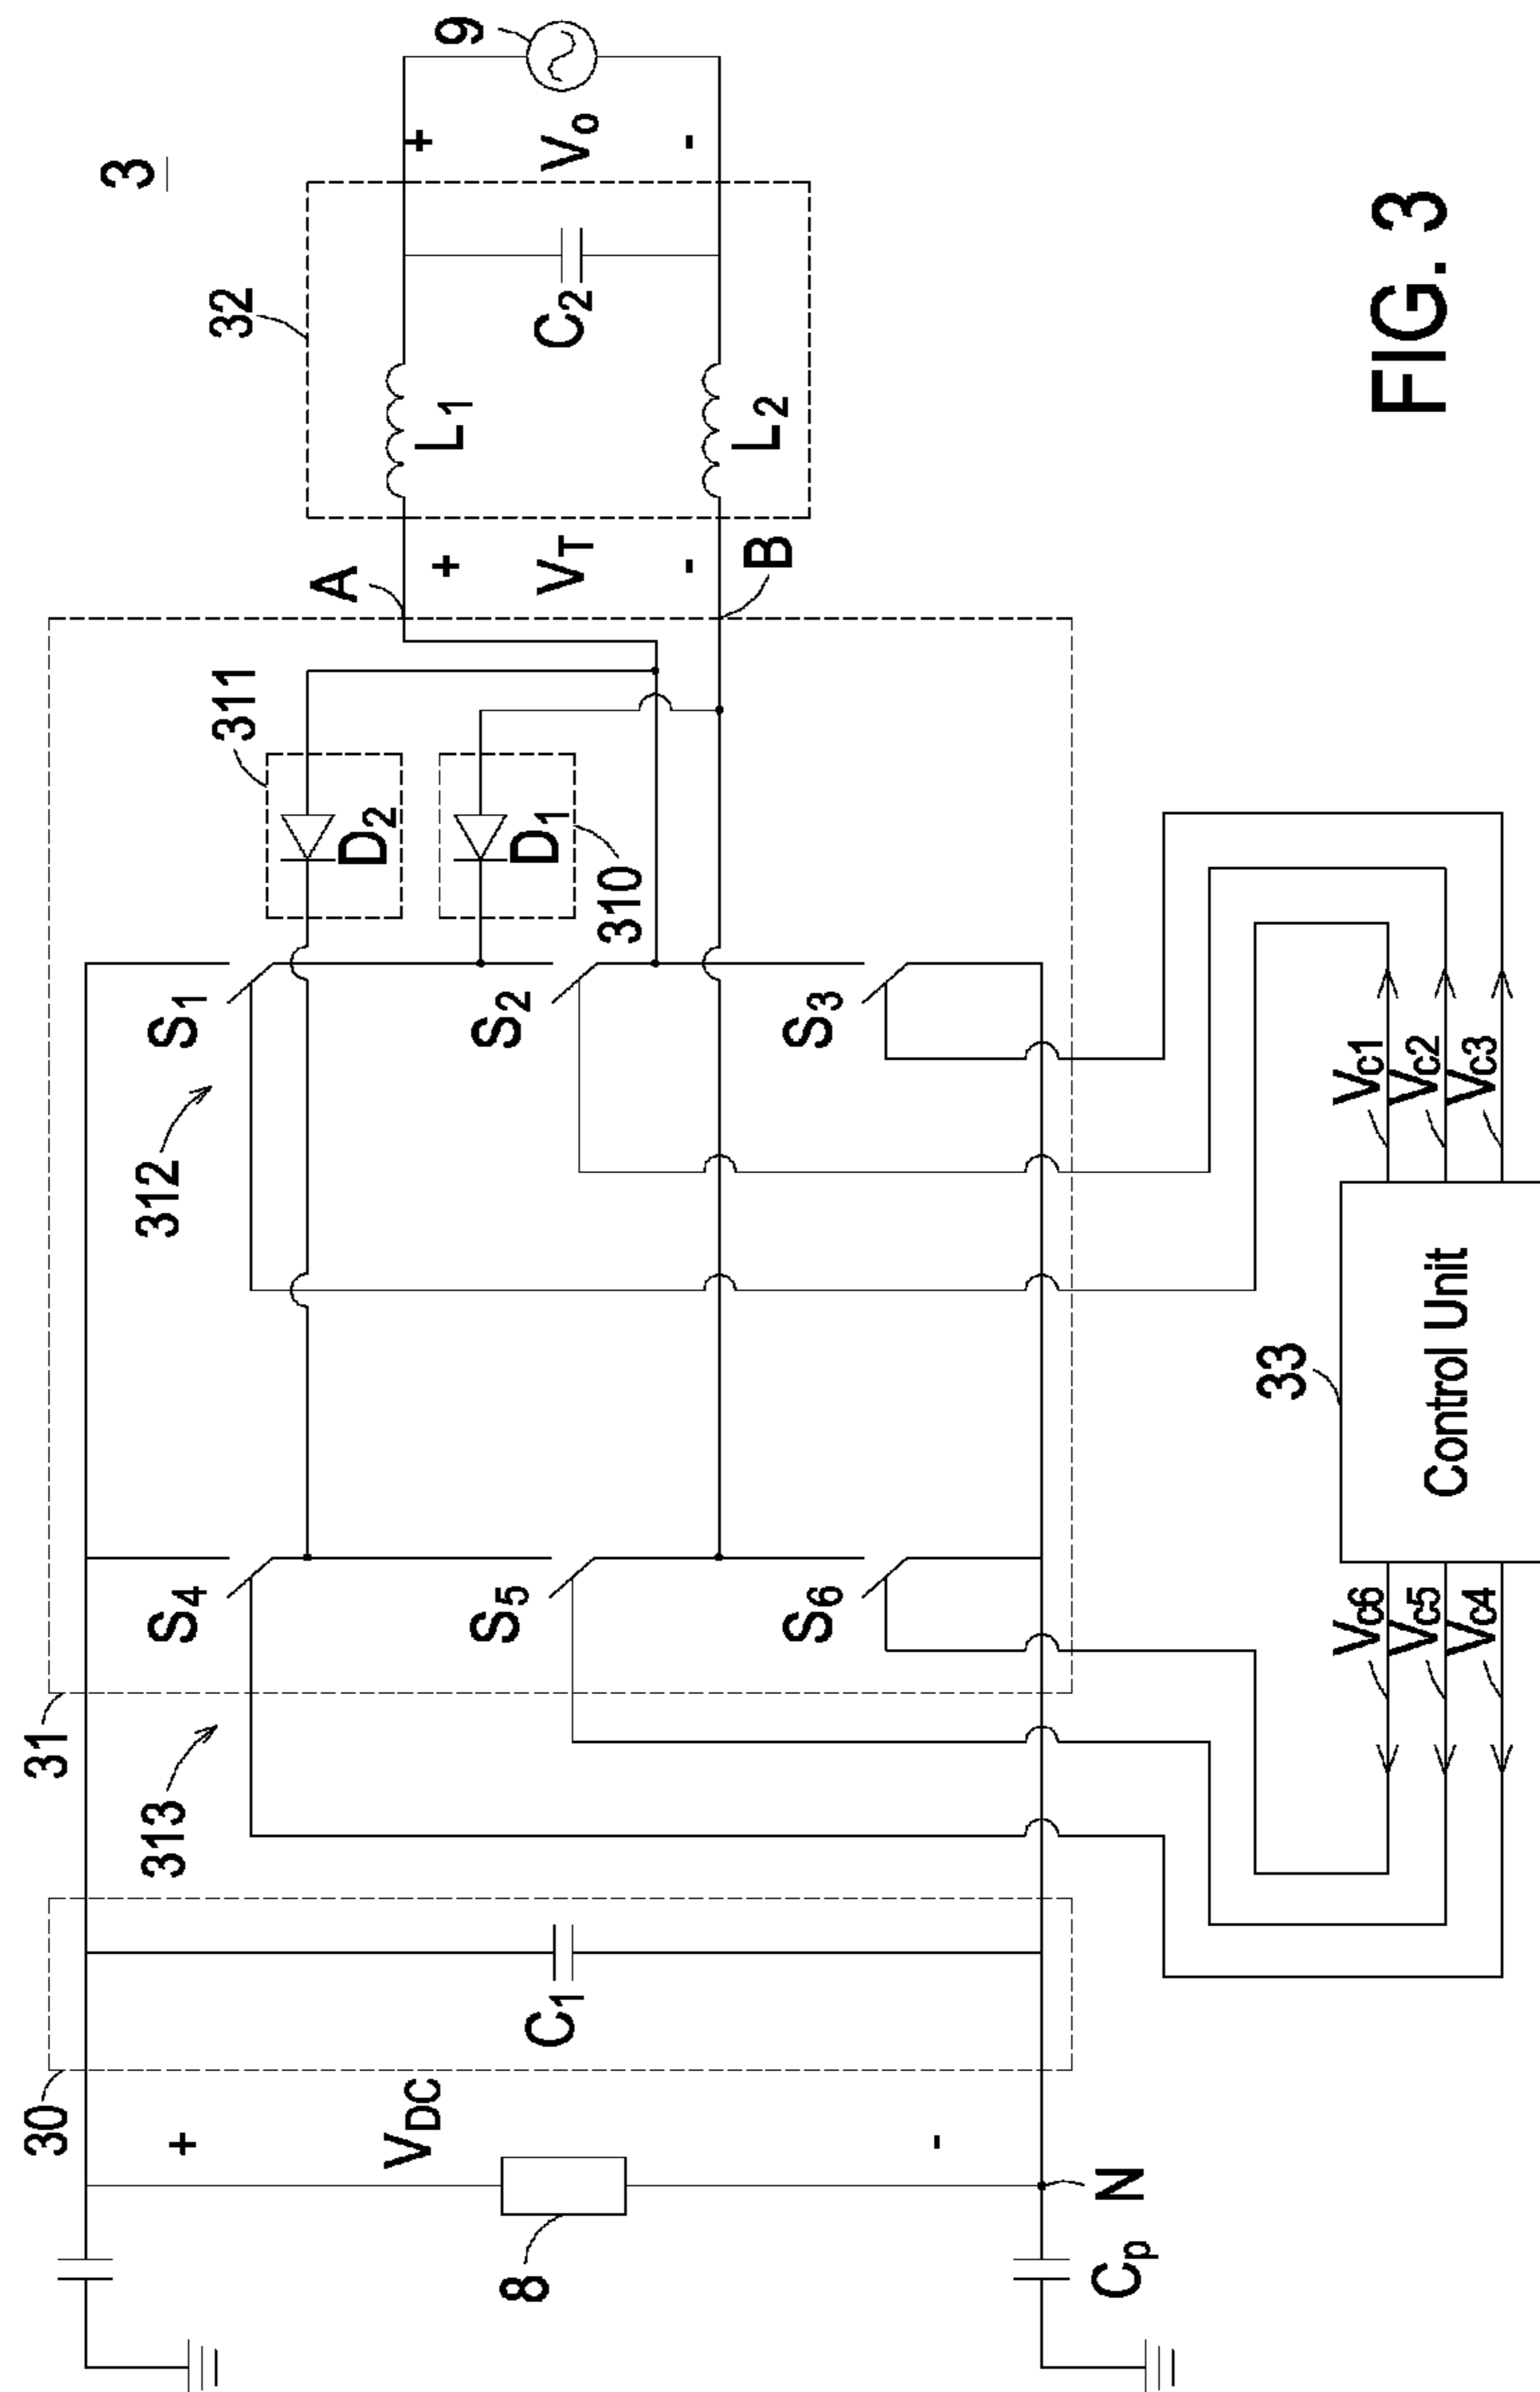 3
30
31
313
312
311
32
9
S4
S1
D2
A
+
+
L1
+
VDC
C1
S5
S2
D1
310
VT
C2
Vo
8
-
S6
S3
L2
-
-
B
N
Cp
33
Control Unit
Vc6
Vc5
Vc4
Vc1
Vc2
Vc3
FIG. 3